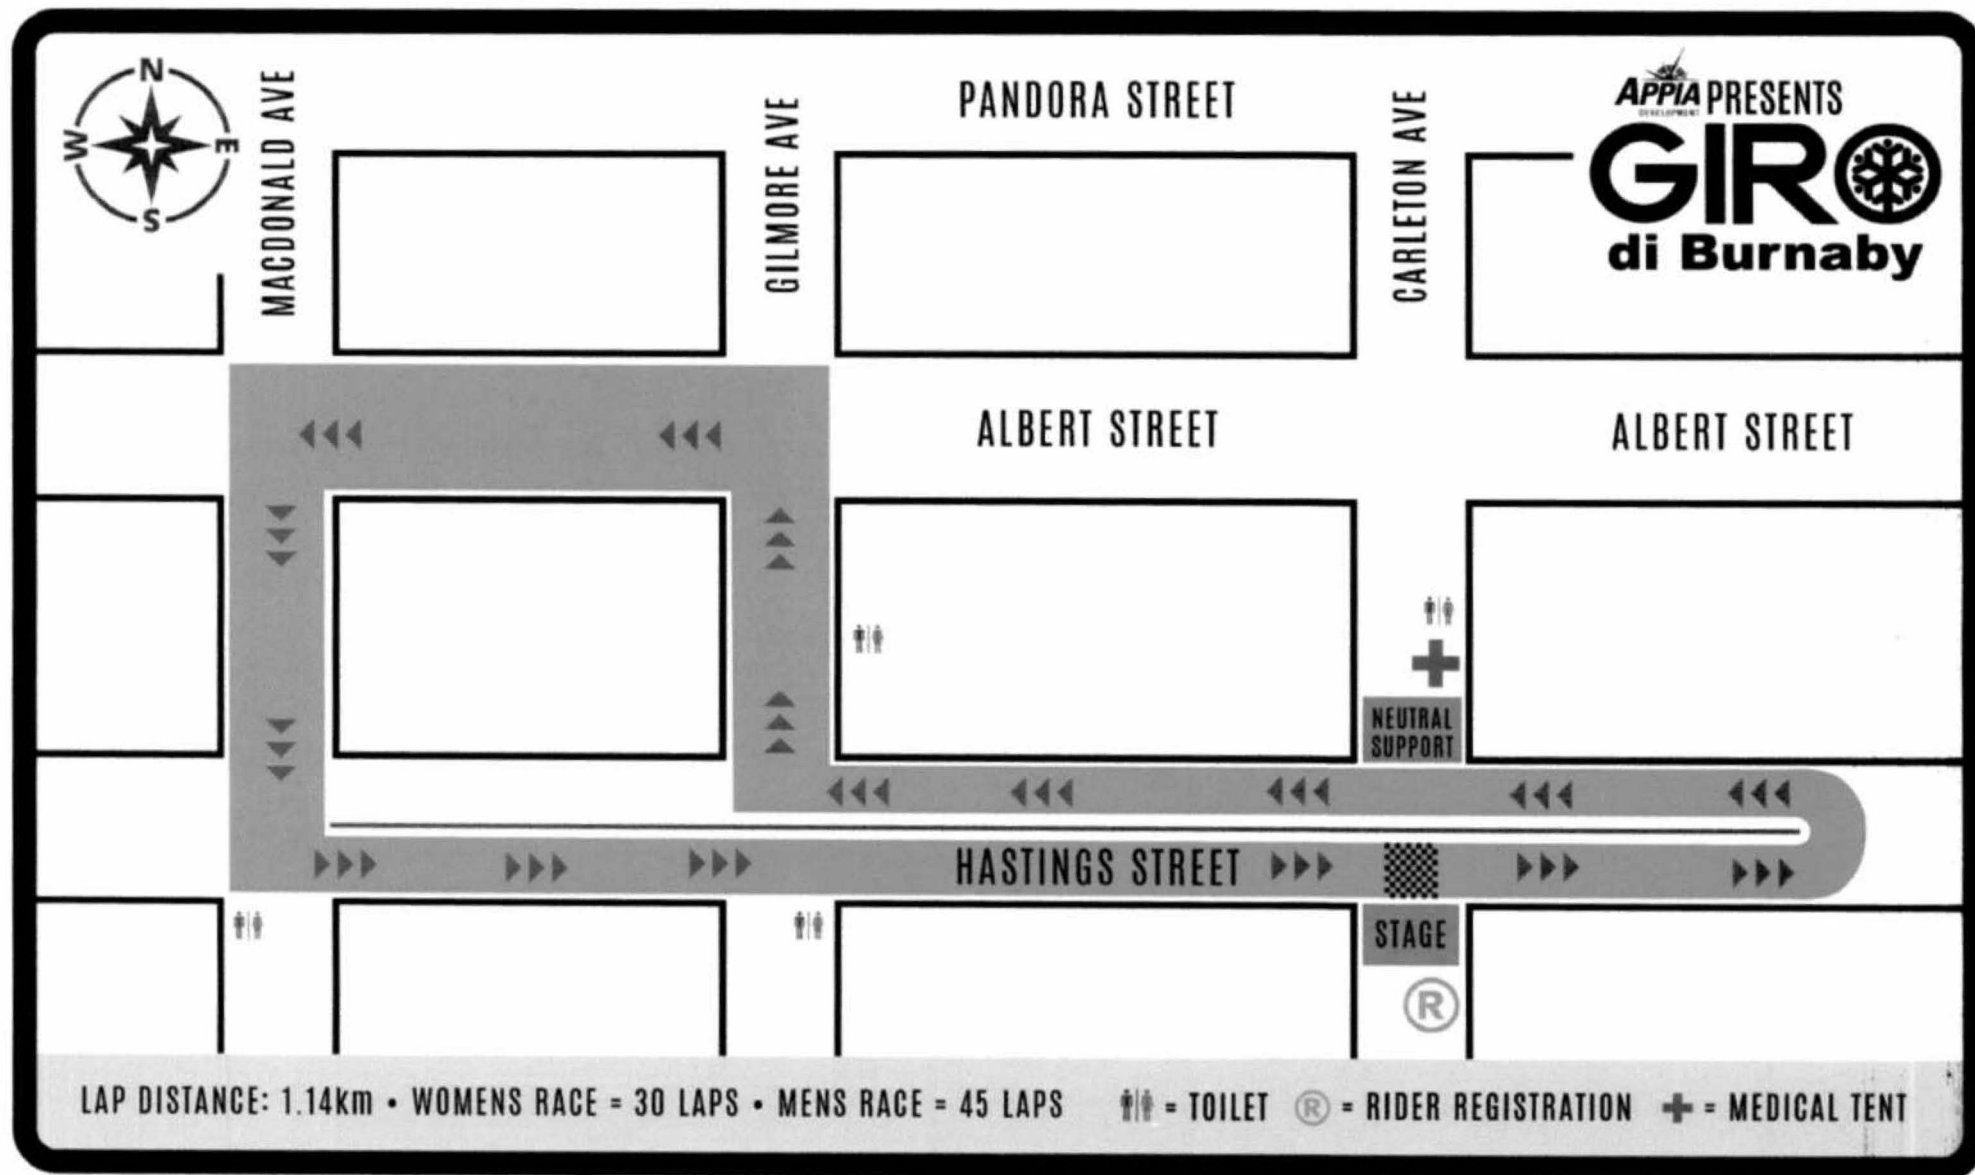 N
W
E
S
MACDONALD AVE
GILMORE AVE
PANDORA STREET
CARLETON AVE
APPIA PRESENTS
DEVELOPMENT
GIRO
di Burnaby
ALBERT STREET
ALBERT STREET
NEUTRAL
SUPPORT
HASTINGS STREET
STAGE
R
LAP DISTANCE: 1.14km • WOMENS RACE = 30 LAPS • MENS RACE = 45 LAPS = TOILET R = RIDER REGISTRATION = MEDICAL TENT